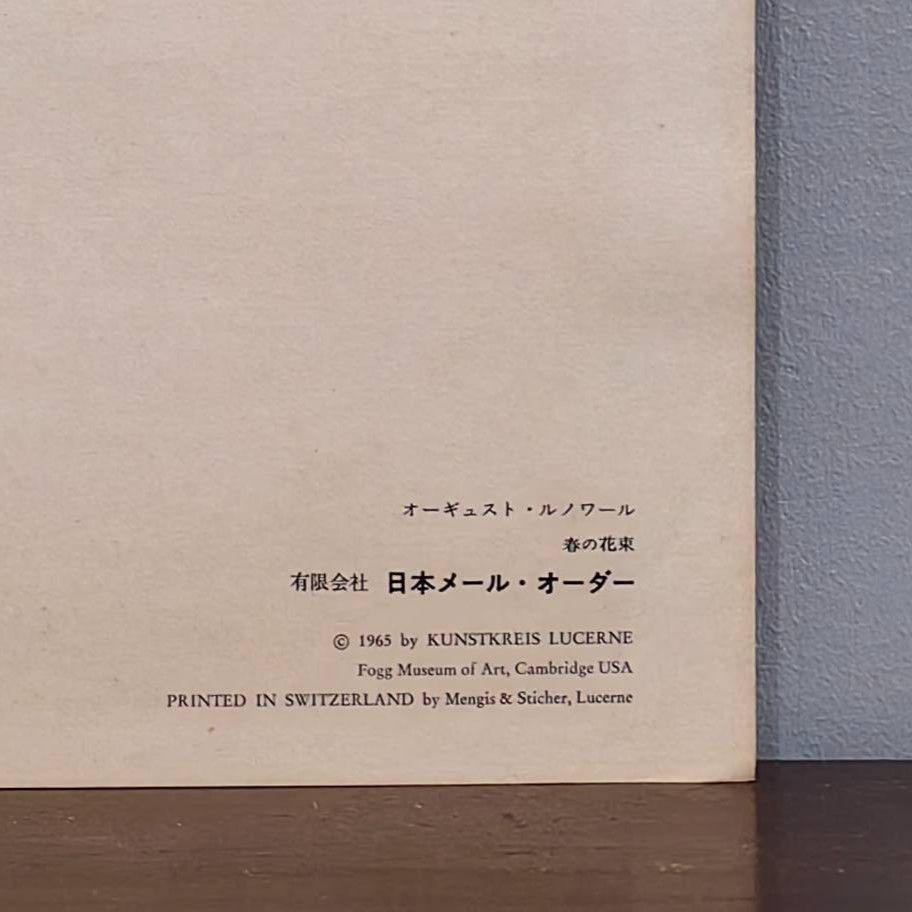 オーギュスト・ルノワール
春の花束
有限会社 日本メール・オーダー
© 1965 by KUNSTKREIS LUCERNE
Fogg Museum of Art, Cambridge USA
PRINTED IN SWITZERLAND by Mengis & Sticher, Lucerne